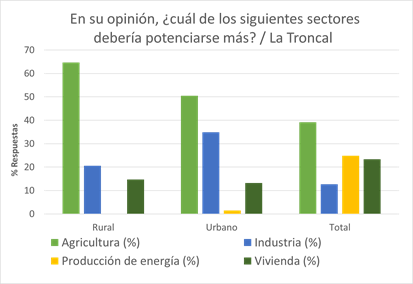 En su opinión, ¿cuál de los siguientes sectores
debería potenciarse más? / La Troncal
% Respuestas
70
60
50
40
30
20
10
0
Rural Urbano Total
Agricultura (%) Industria (%)
Producción de energía (%) Vivienda (%)